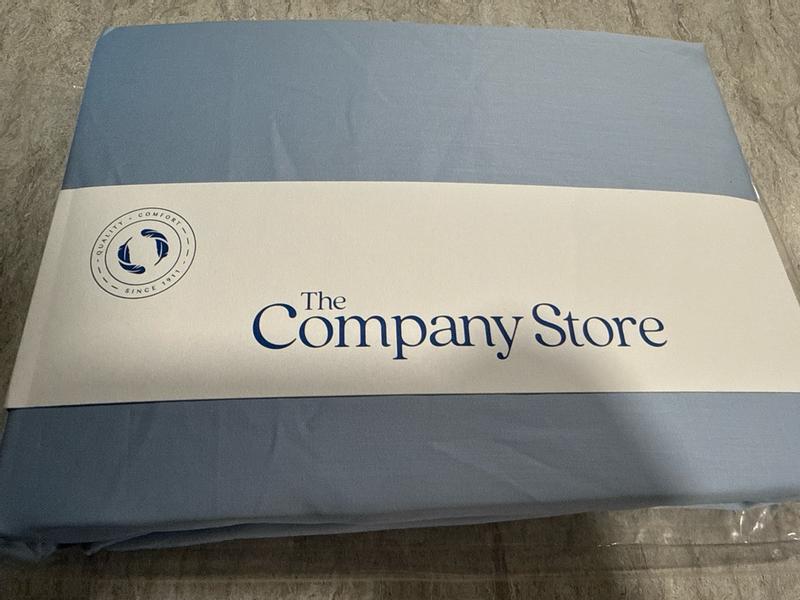 QUALITY · COMFORT
SINCE 1911
The
Company Store